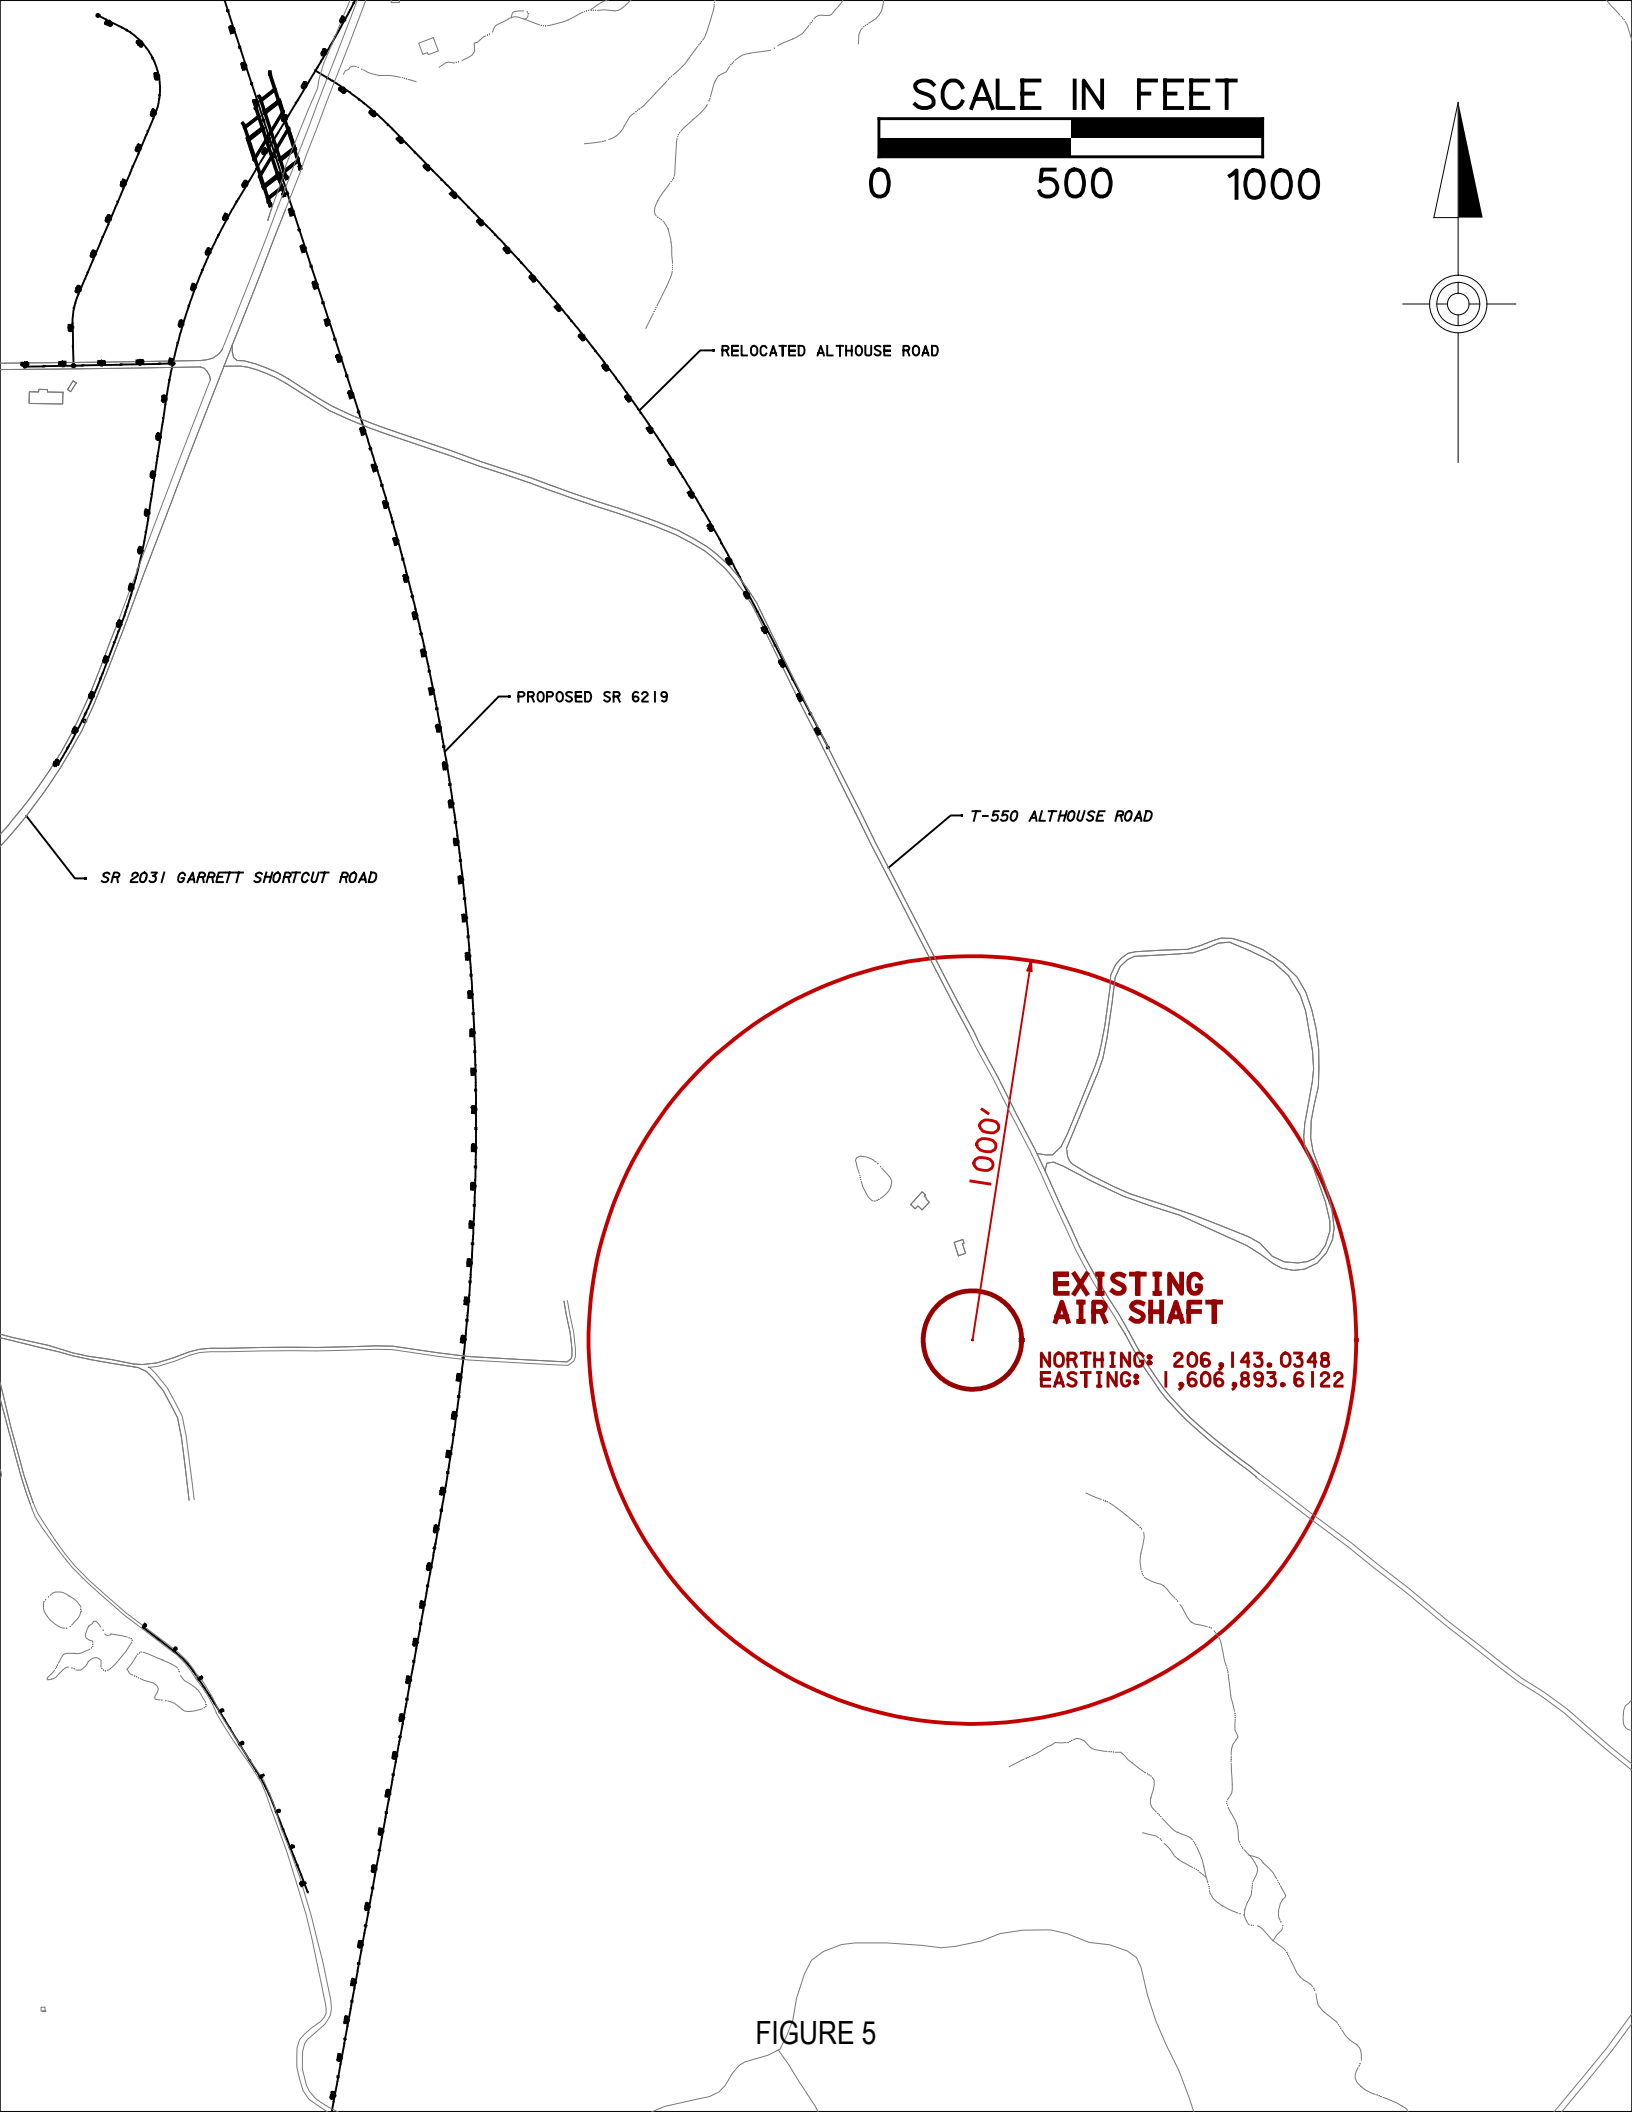 SCALE IN FEET
0 500 1000
RELOCATED ALTHOUSE ROAD
PROPOSED SR 6219
T-550 ALTHOUSE ROAD
SR 2031 GARRETT SHORTCUT ROAD
1000'
EXISTING
AIR SHAFT
NORTHING: 206,143.0348
EASTING: 1,606,893.6122
FIGURE 5